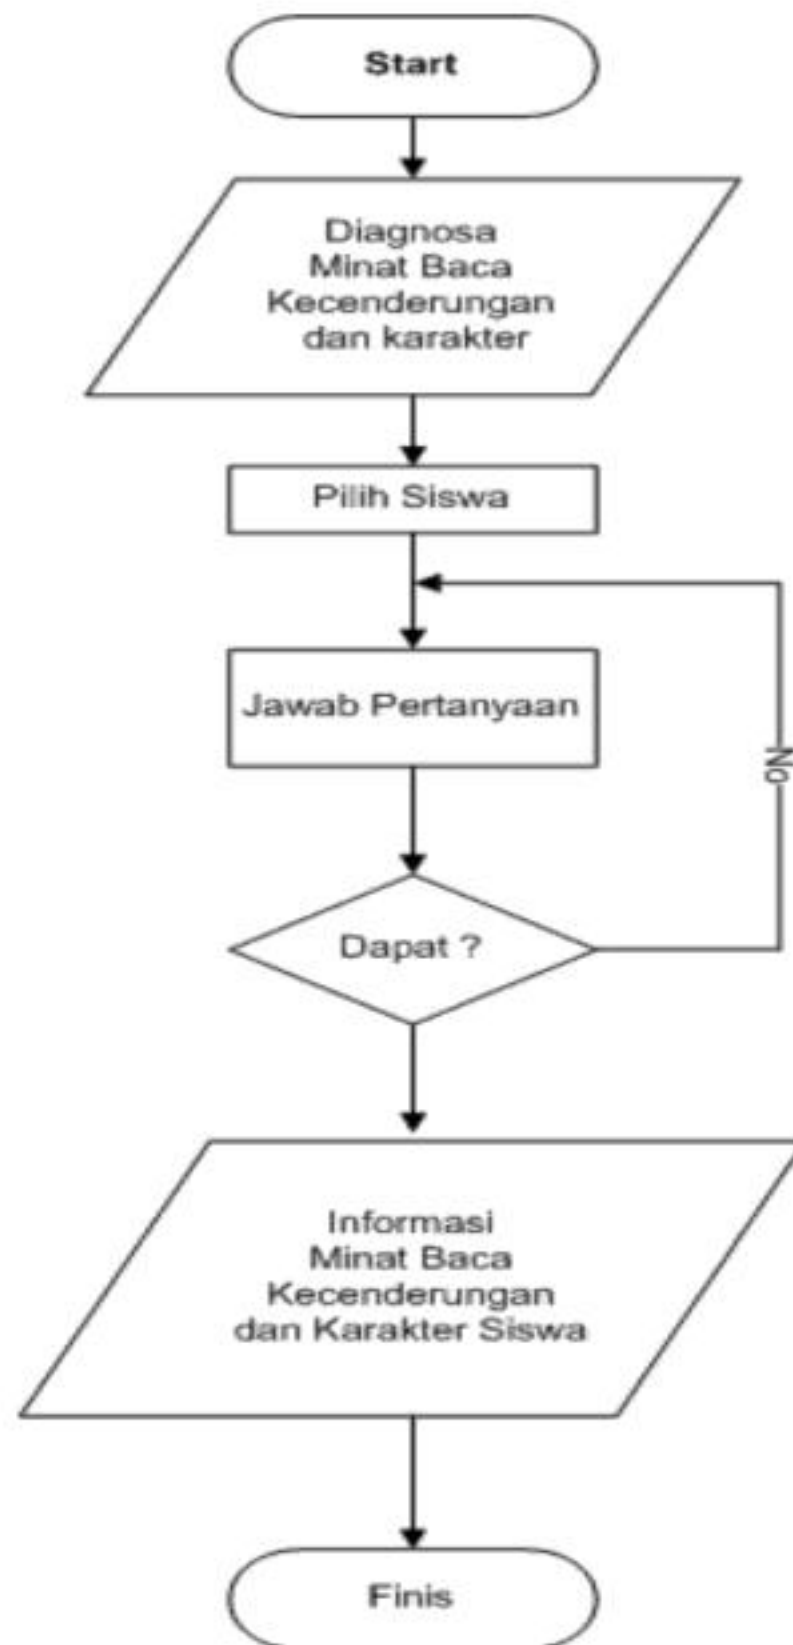 Start
Diagnosa
Minat Baca
Kecenderungan
dan karakter
Pilih Siswa
Jawab Pertanyaan
No
Dapat ?
Informasi
Minat Baca
Kecenderungan
dan Karakter Siswa
Finis